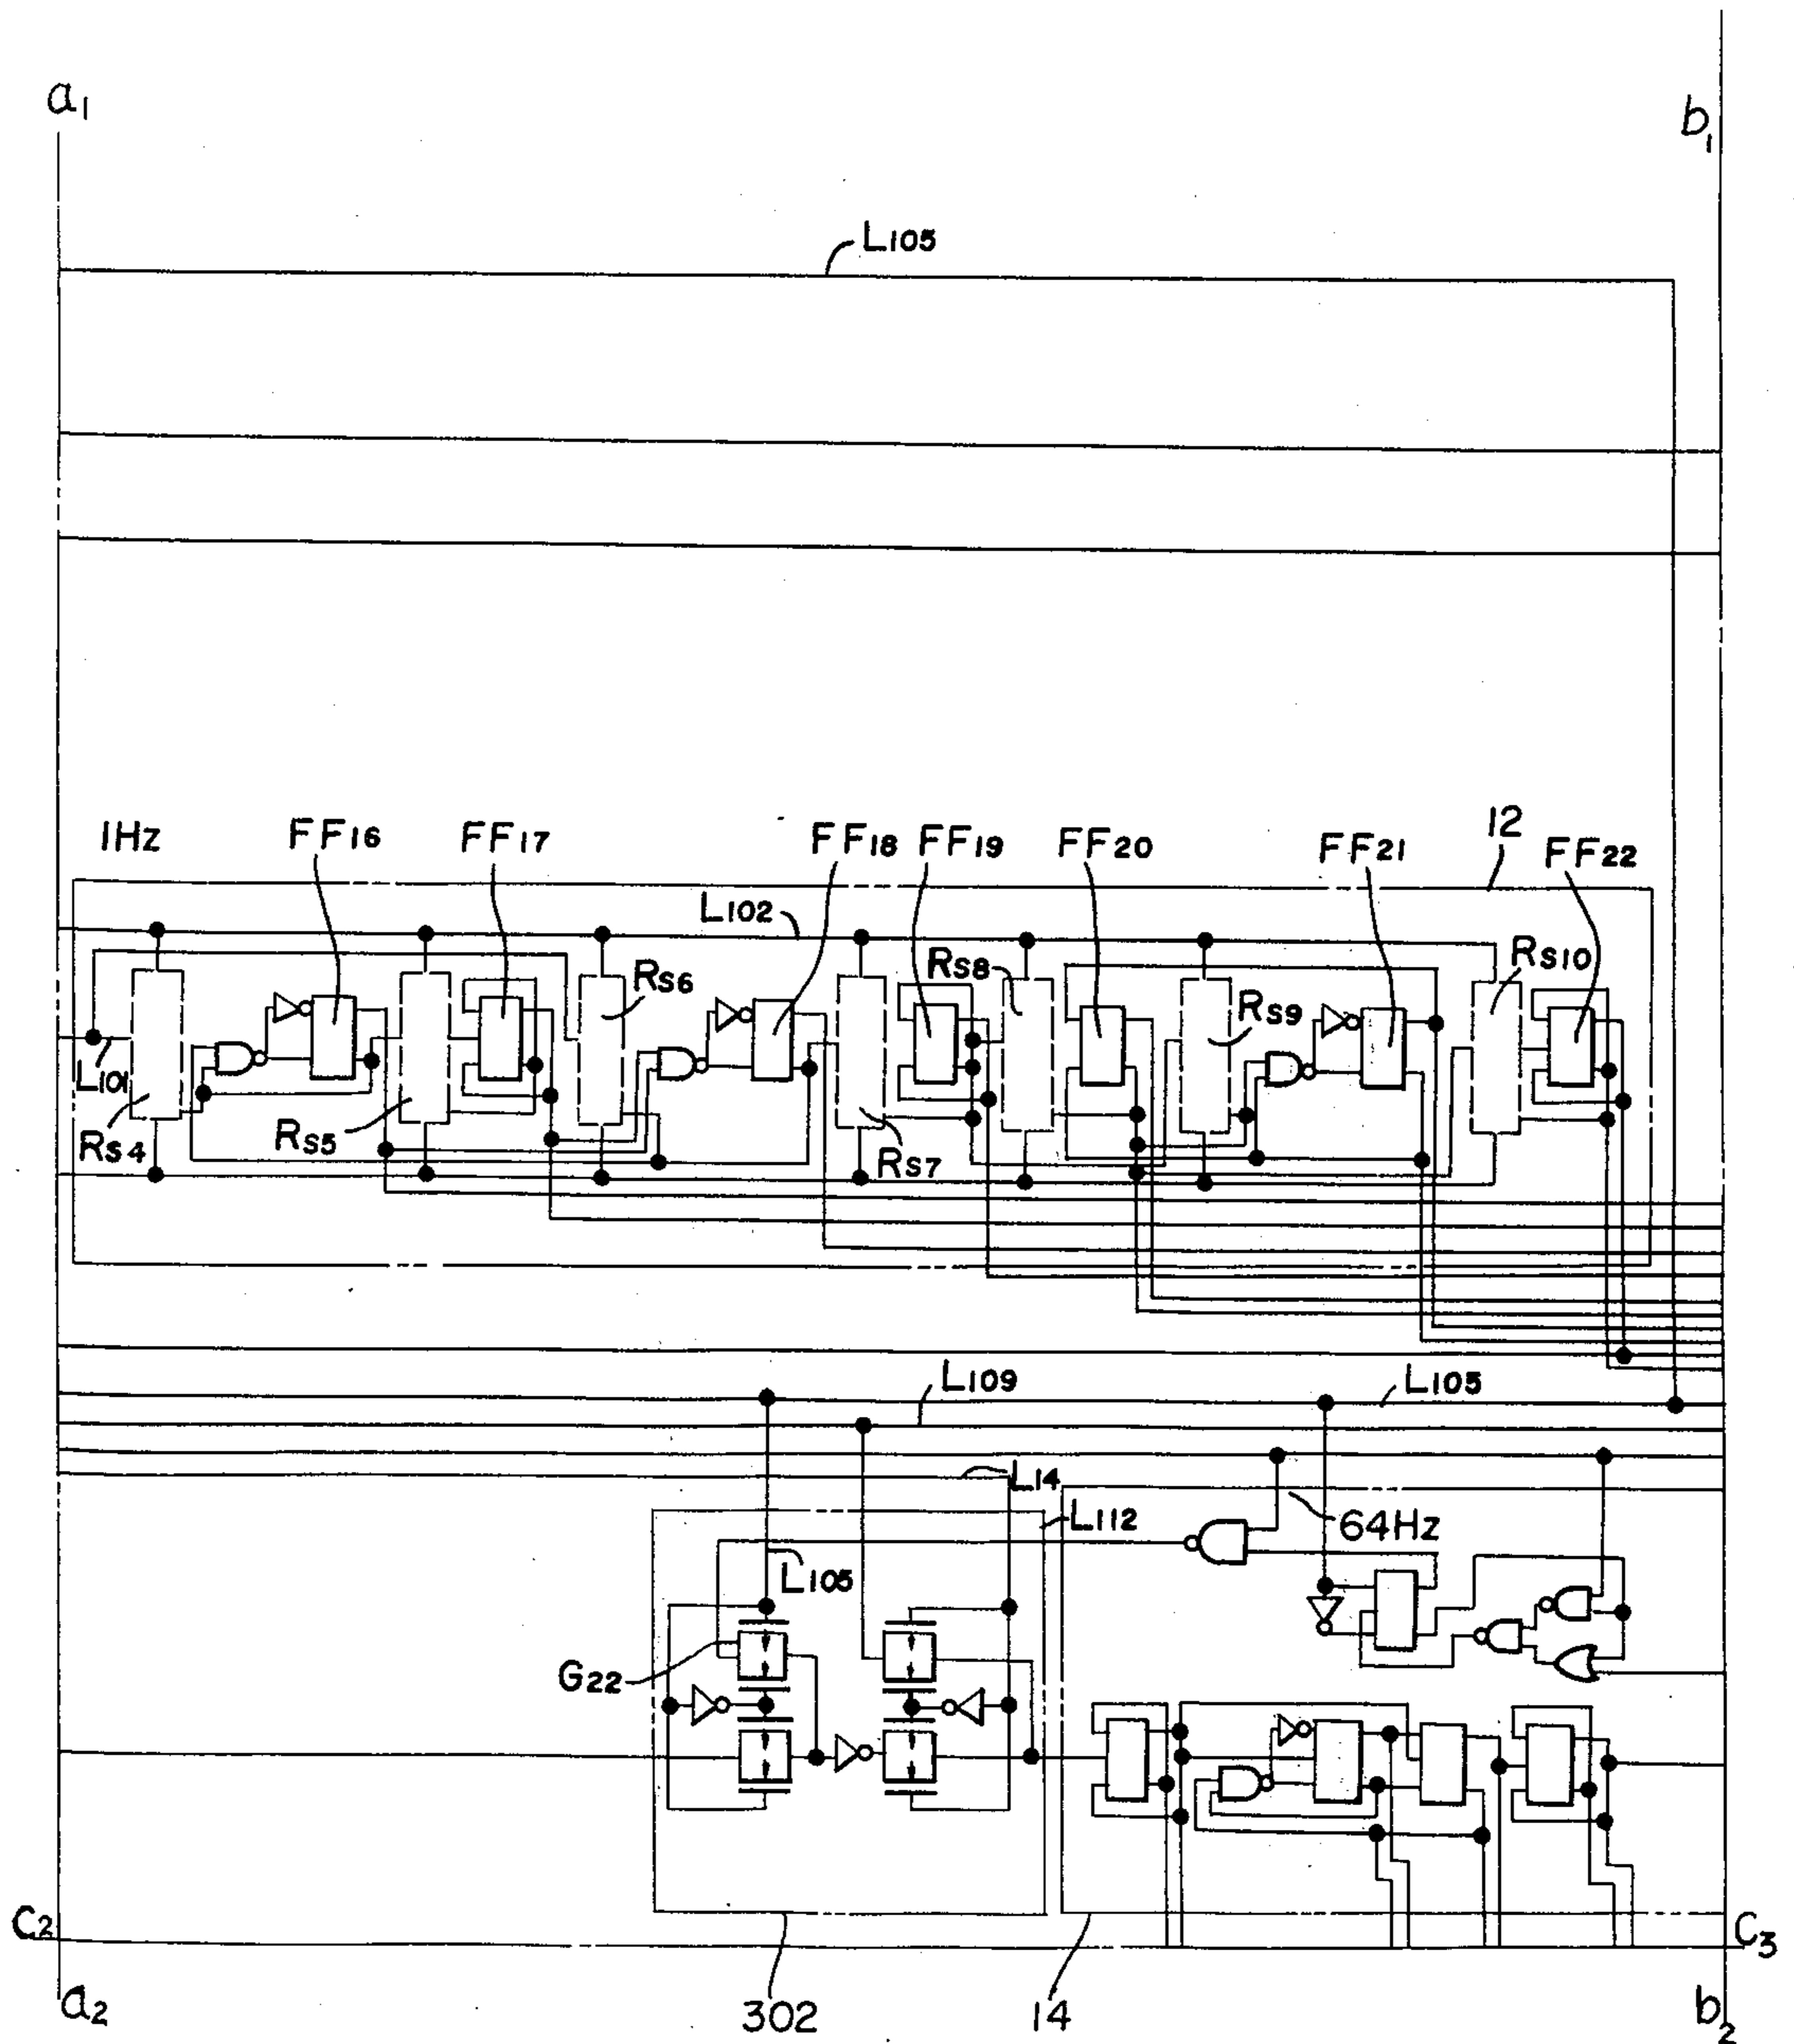 a1
b1
L105
12
1Hz
FF16
FF17
FF18
FF19
FF20
FF21
FF22
L102
RS6
RS8
RS10
RS9
L101
RS4
RS5
RS7
L109
L105
L14
L112
64Hz
L105
G22
C2
C3
a2
302
14
b2